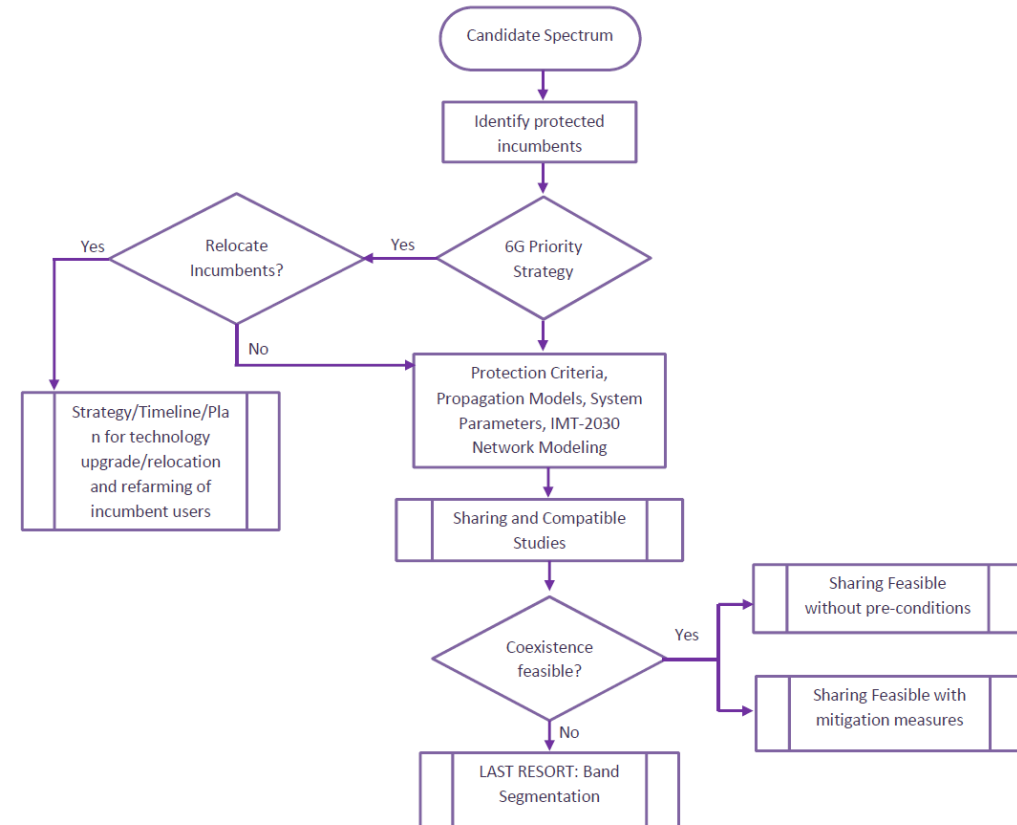 Candidate Spectrum
Identify protected
incumbents
6G Priority
Strategy
Yes
Relocate
Incumbents?
Yes
No
Strategy/Timeline/Pla
n for technology
upgrade/relocation
and refarming of
incumbent users
Protection Criteria,
Propagation Models, System
Parameters, IMT-2030
Network Modeling
Sharing and Compatible
Studies
Coexistence
feasible?
Yes
Sharing Feasible
without pre-conditions
Sharing Feasible with
mitigation measures
No
LAST RESORT: Band
Segmentation